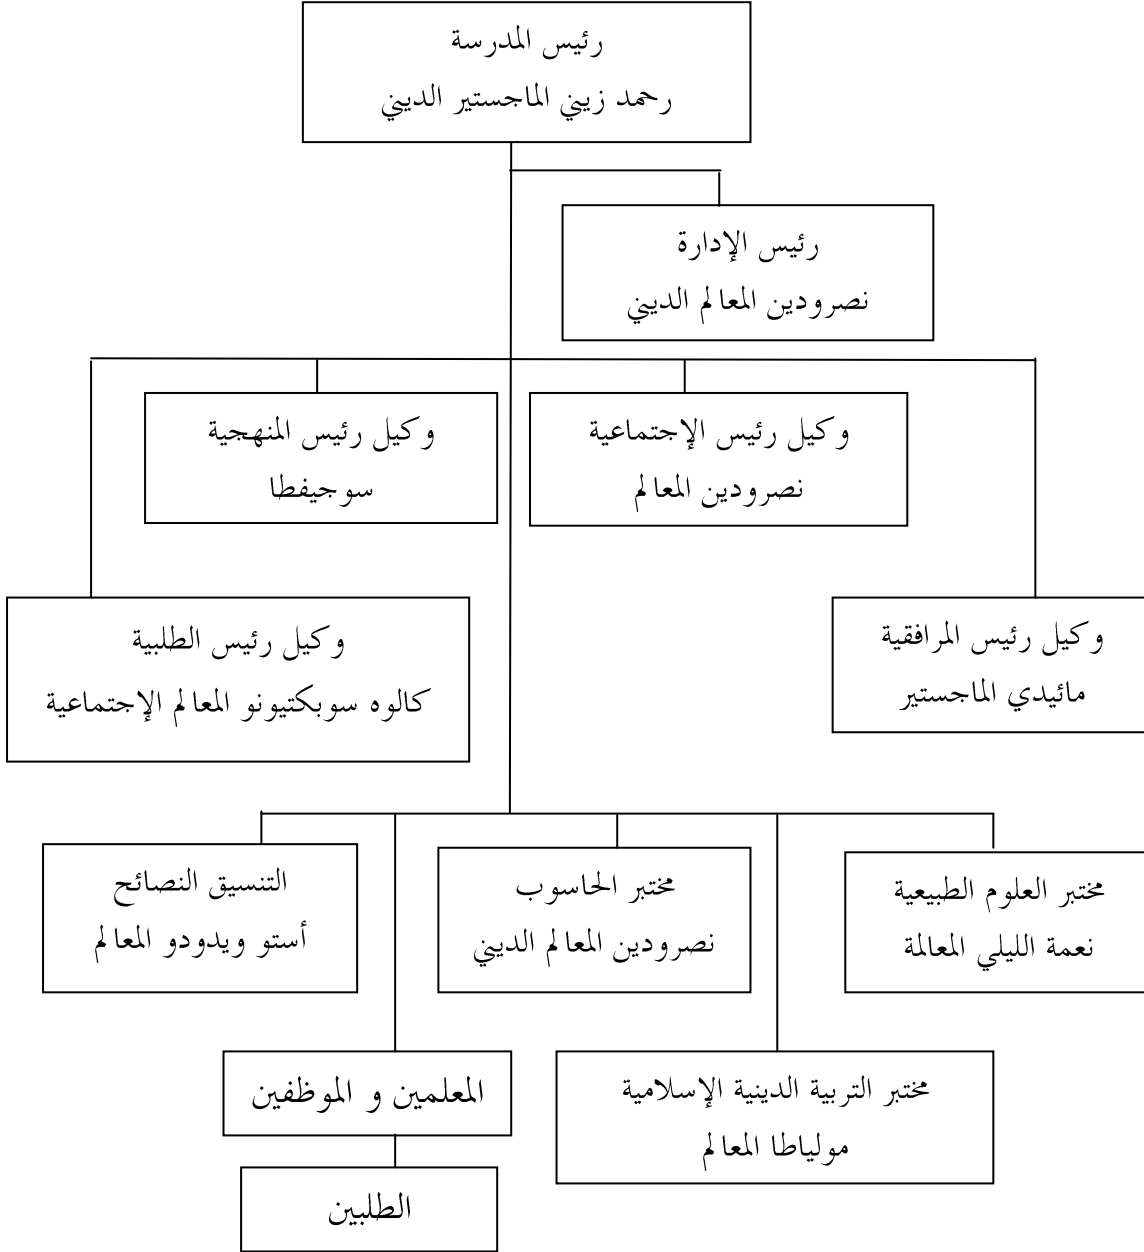 رئيس المدرسة
رحمد زيني الماجستير الديني
رئيس الإدارة
نصرودين المعالم الديني
وكيل رئيس الإجتماعية
نصرودين المعالم
وكيل رئيس المنهجية
سوجيفطا
وكيل رئيس المرافقية
مائيدي الماجستير
وكيل رئيس الطلبية
كالوه سوبكتيونو المعالم الإجتماعية
مختبر العلوم الطبيعية
نعمة الليلي المعالمة
مختبر الحاسوب
نصرودين المعالم الديني
التنسيق النصائح
أستو ويدودو المعالم
مختبر التربية الدينية الإسلامية
مولياطا المعالم
المعلمين و الموظفين
الطلبين